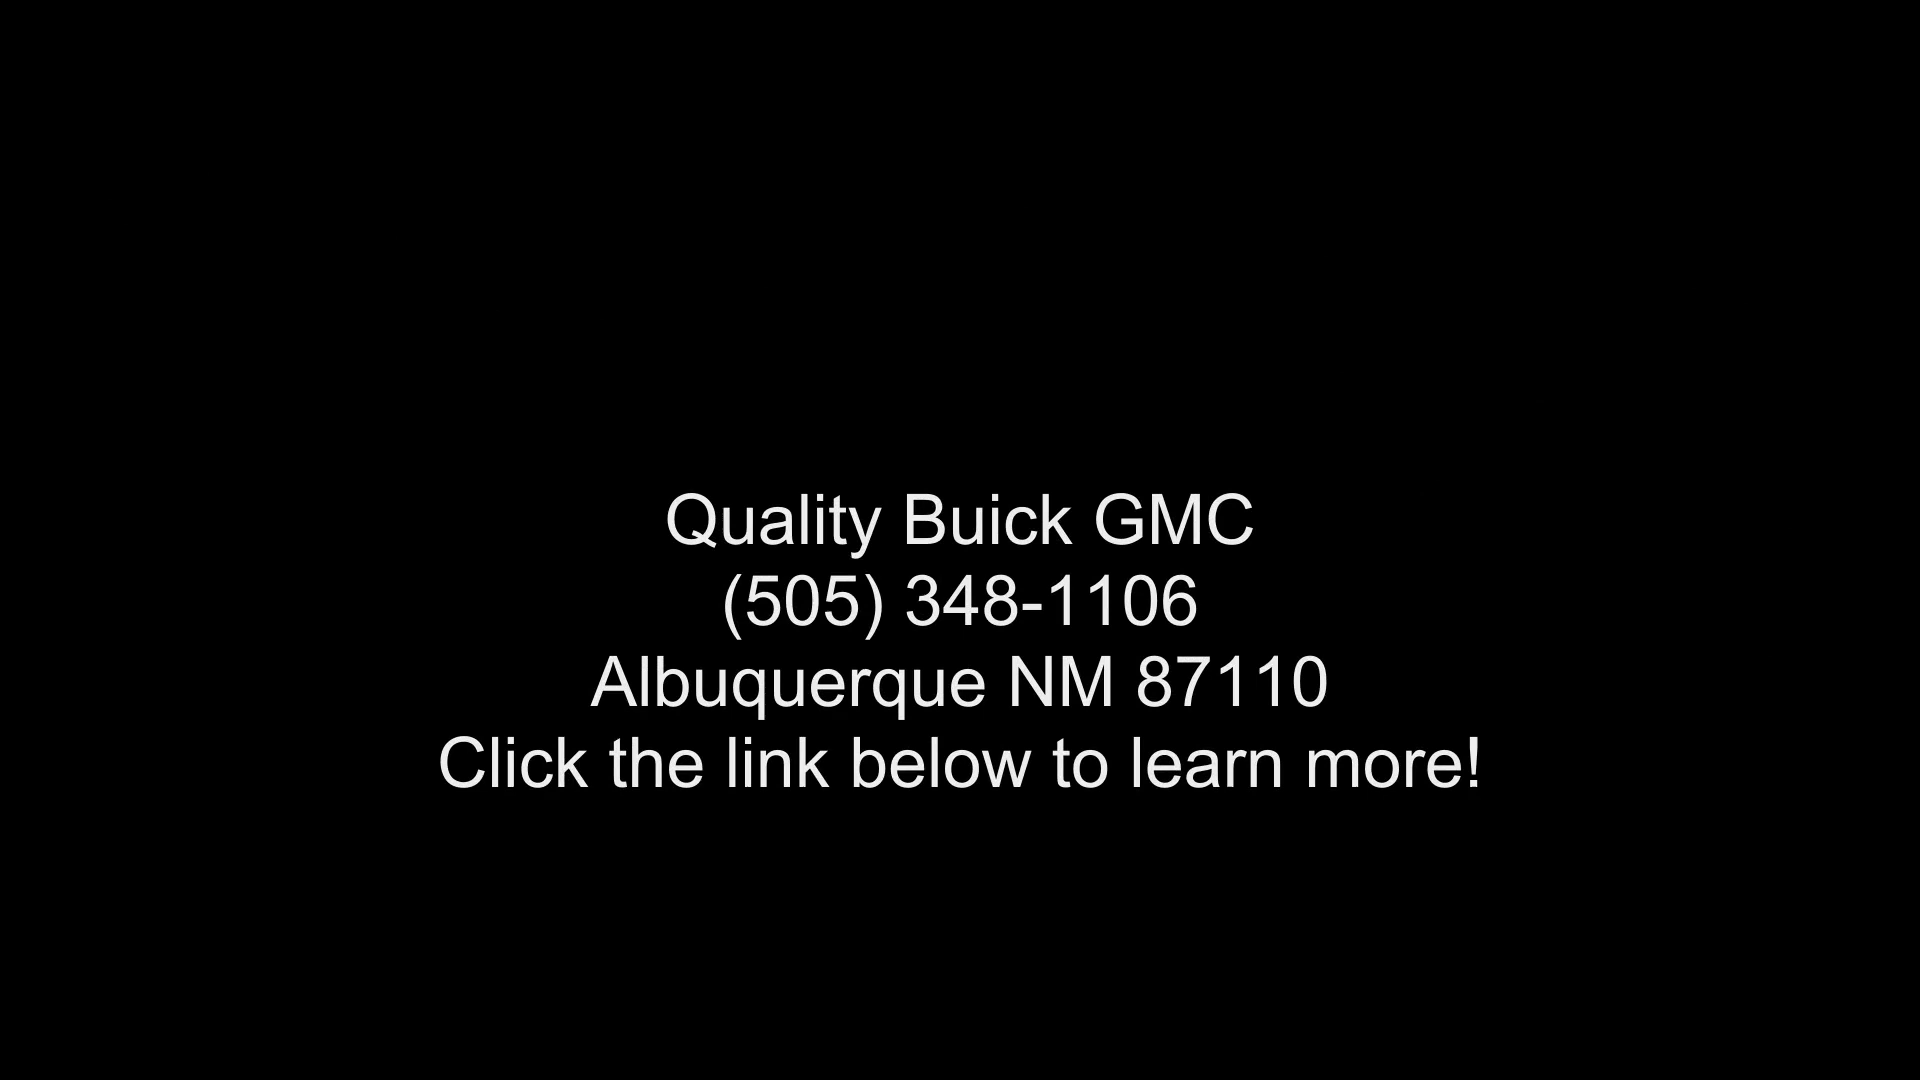 Quality Buick GMC
(505) 348-1106
Albuquerque NM 87110
Click the link below to learn more!